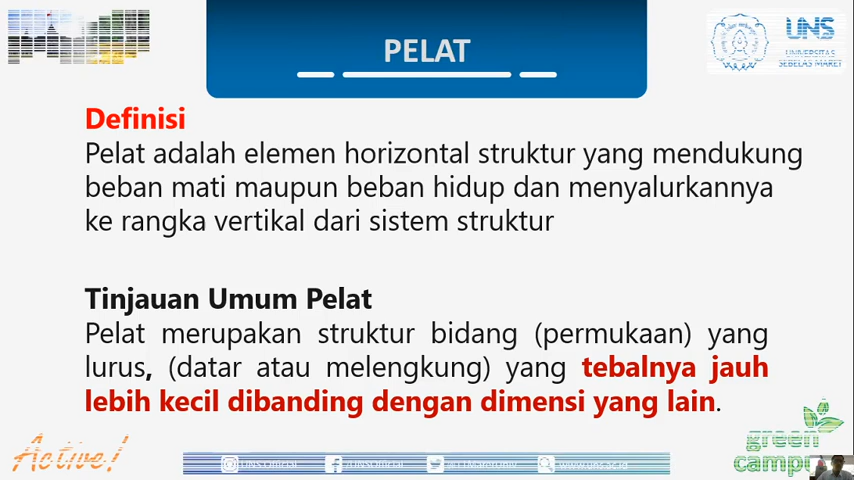 PELAT
UNS
UNIVERSITAS
SEBELAS MARET
Definisi
Pelat adalah elemen horizontal struktur yang mendukung
beban mati maupun beban hidup dan menyalurkannya
ke rangka vertikal dari sistem struktur
Tinjauan Umum Pelat
Pelat merupakan struktur bidang (permukaan) yang
lurus, (datar atau melengkung) yang tebalnya jauh
lebih kecil dibanding dengan dimensi yang lain.
Active!
green